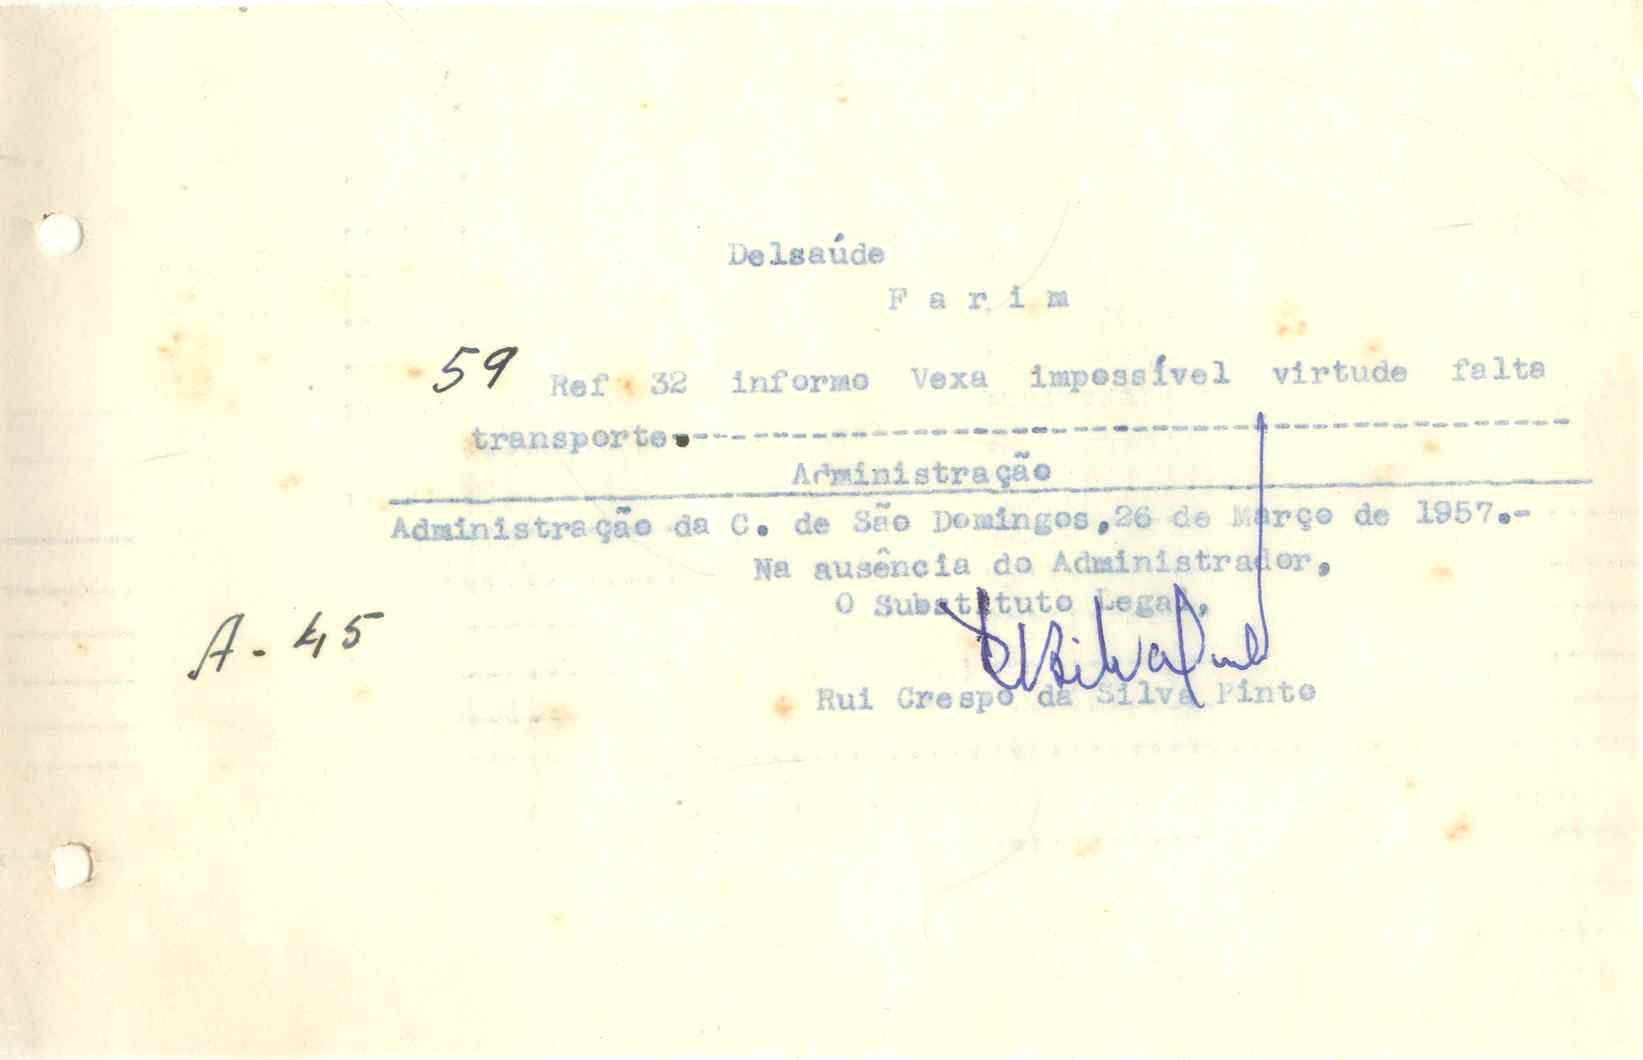 Delsaúde
F a r i m
59 Ref 32 informo Vexa impossível virtude falta
transporte.---------------------------------------------
Administração
Administração da C. de São Domingos,26 de Março de 1957.-
Na ausência do Administrador,
O Substituto Legal,
A-45
Rui Crespo da Silva Pinto